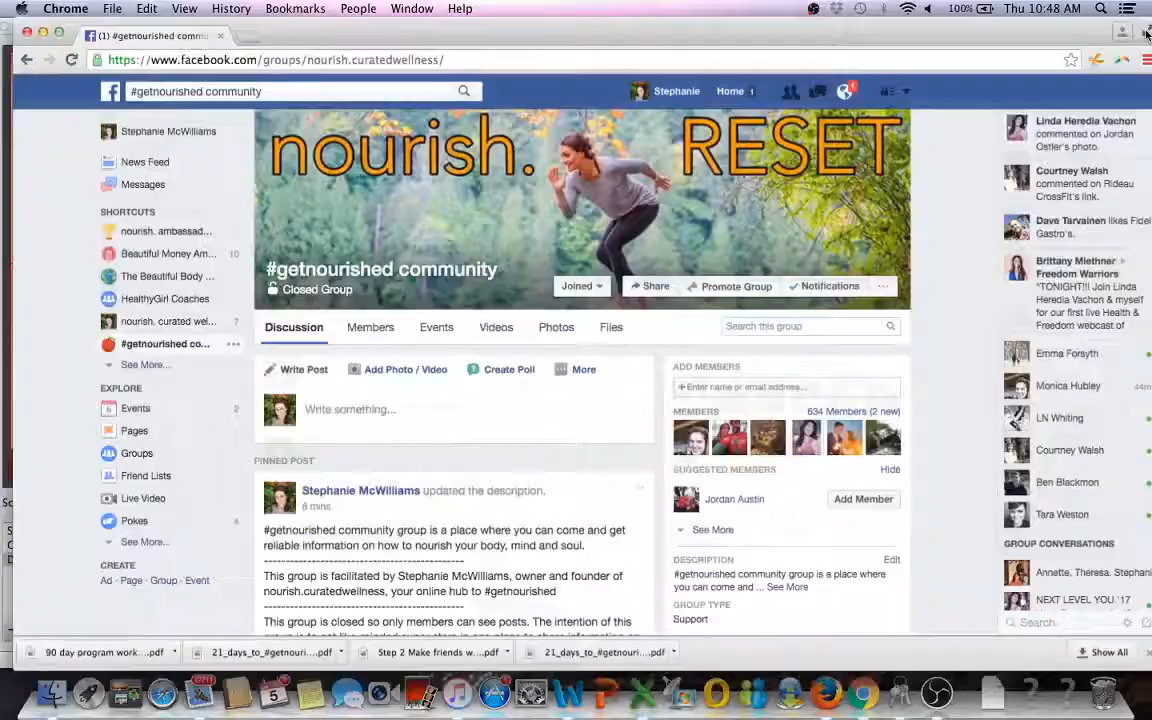 Chrome File Edit View History Bookmarks People Window Help 100% Thu 10:48 AM
(1) #getnourished commu
https://www.facebook.com/groups/nourish.curatedwellness/
#getnourished community
Stephanie Home 1
Stephanie McWilliams
News Feed
Messages
SHORTCUTS
nourish. ambassad...
Beautiful Money Am... 10
The Beautiful Body ...
HealthyGirl Coaches
nourish. curated wel... 7
#getnourished co...
See More...
EXPLORE
Events 2
Pages
Groups
Friend Lists
Live Video
Pokes 4
See More...
CREATE
Ad · Page · Group · Event
nourish. RESET
#getnourished community
Closed Group
Joined Share Promote Group Notifications ...
Discussion Members Events Videos Photos Files
Search this group
Write Post Add Photo / Video Create Poll More
Write something...
PINNED POST
Stephanie McWilliams updated the description.
8 mins
#getnourished community group is a place where you can come and get
reliable information on how to nourish your body, mind and soul.
----------------------------------------------------
This group is facilitated by Stephanie McWilliams, owner and founder of
nourish.curatedwellness, your online hub to #getnourished
----------------------------------------------------
This group is closed so only members can see posts. The intention of this
ADD MEMBERS
+Enter name or email address...
MEMBERS 634 Members (2 new)
SUGGESTED MEMBERS Hide
Jordan Austin Add Member
See More
DESCRIPTION Edit
#getnourished community group is a place where
you can come and ... See More
GROUP TYPE
Support
Linda Heredia Vachon
commented on Jordan
Ostler's photo.
Courtney Walsh
commented on Rideau
CrossFit's link.
Dave Tarvainen likes Fidel
Gastro's.
Brittany Miethner
Freedom Warriors
"TONIGHT!!! Join Linda
Heredia Vachon & myself
for our first live Health &
Freedom webcast of
Emma Forsyth
Monica Hubley 44m
LN Whiting
Courtney Walsh
Ben Blackmon
Tara Weston
GROUP CONVERSATIONS
Annette, Theresa, Stephani
NEXT LEVEL YOU '17
Search
90 day program work....pdf 21_days_to_#getnouri....pdf Step 2 Make friends w....pdf 21_days_to_#getnouri....pdf Show All